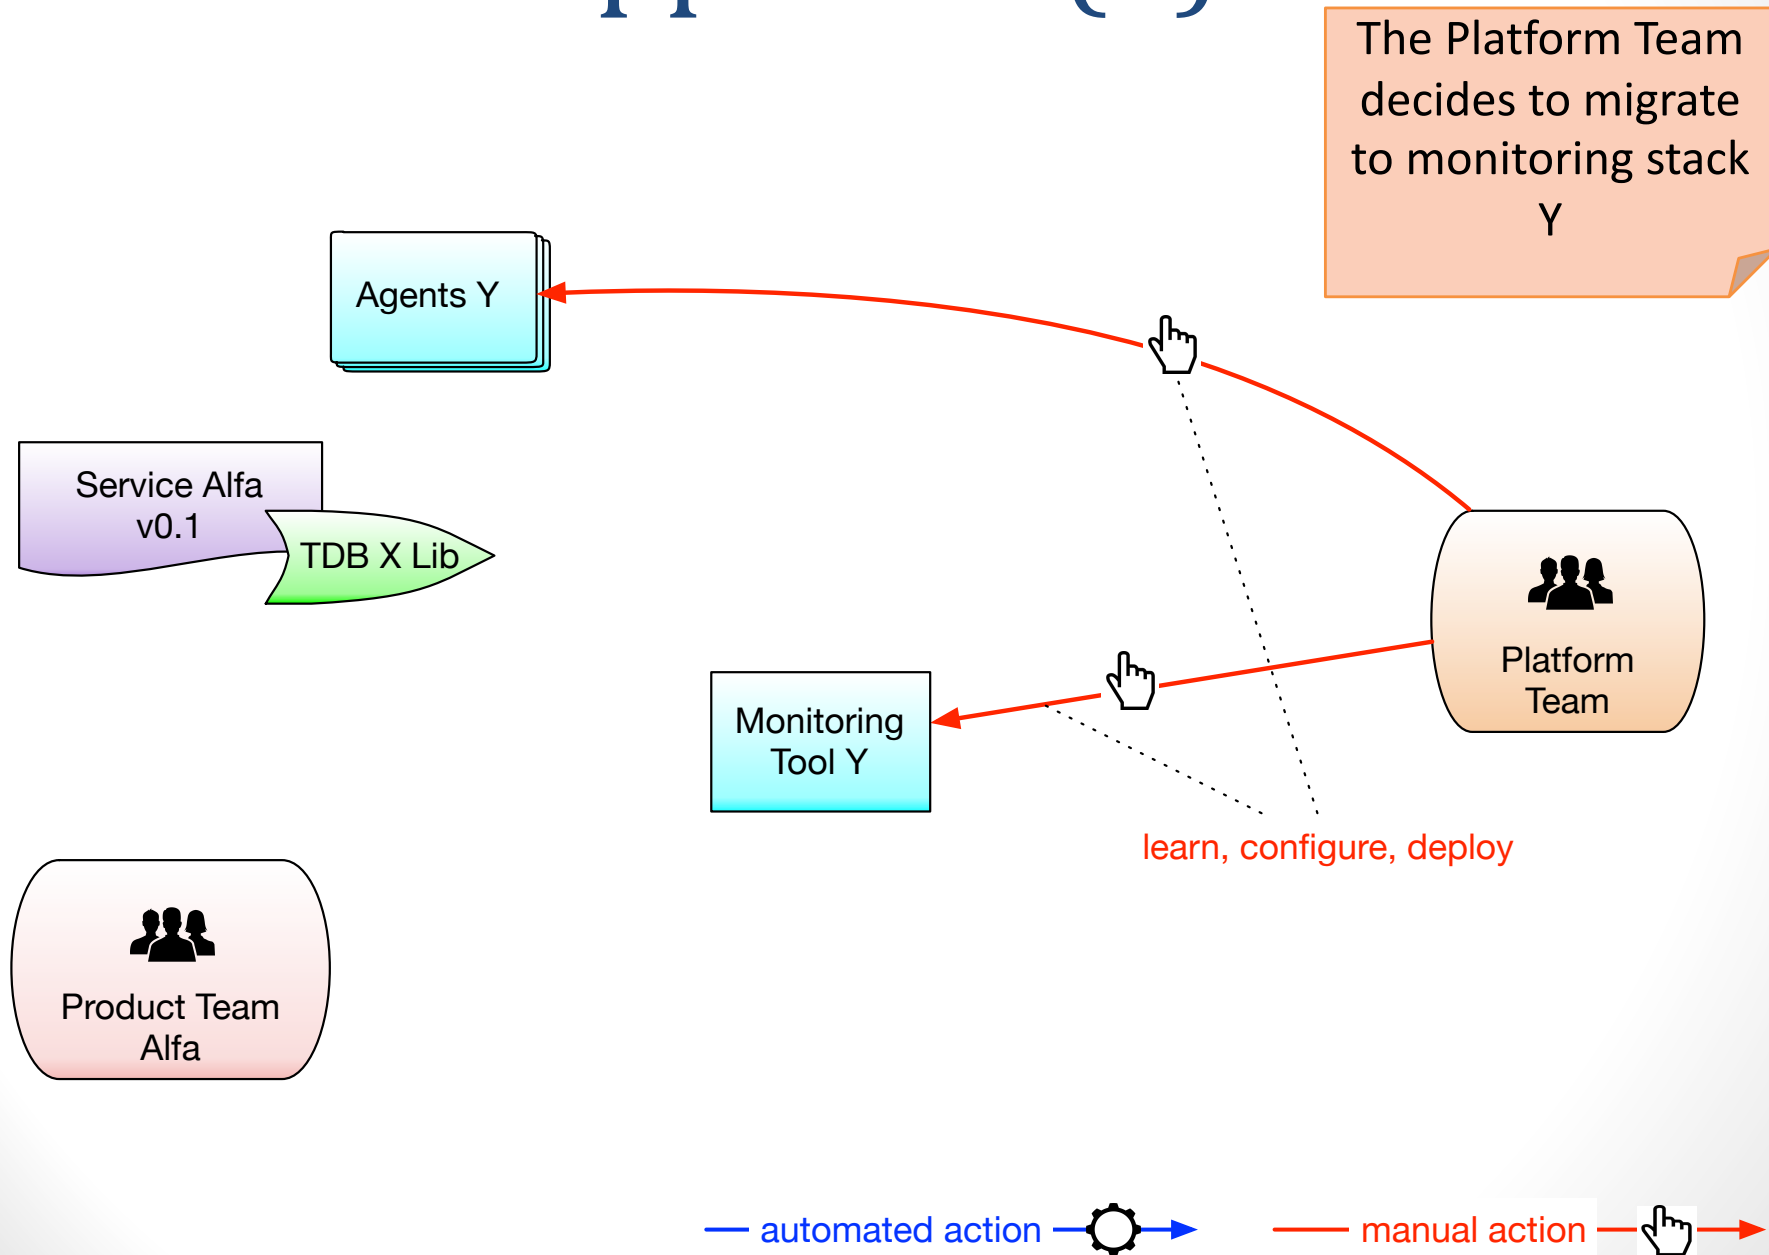 The Platform Team
decides to migrate
to monitoring stack
Y
Agents Y
Service Alfa
v0.1
TDB X Lib
Platform
Team
Monitoring
Tool Y
learn, configure, deploy
Product Team
Alfa
automated action
manual action